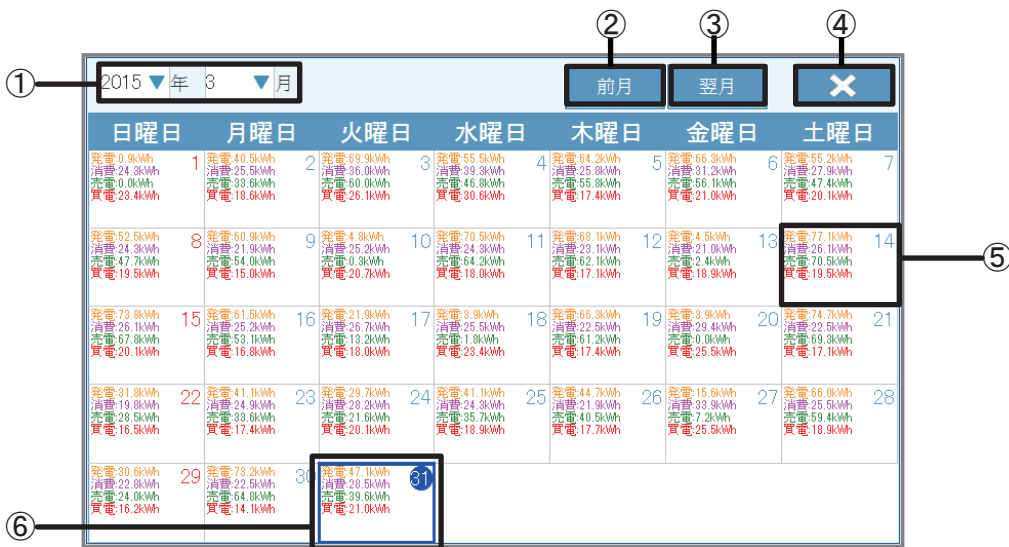 ② ③ ④
① 2015 ▼ 年 3 ▼ 月 前月 翌月 ✖
日曜日 月曜日 火曜日 水曜日 木曜日 金曜日 土曜日
発電:0.9kWh 1 発電:40.5kWh 2 発電:69.9kWh 3 発電:55.5kWh 4 発電:64.2kWh 5 発電:66.3kWh 6 発電:55.2kWh 7
消費:24.3kWh 消費:25.5kWh 消費:36.0kWh 消費:39.3kWh 消費:25.8kWh 消費:31.2kWh 消費:27.9kWh
売電:0.0kWh 売電:33.6kWh 売電:60.0kWh 売電:46.8kWh 売電:55.8kWh 売電:56.1kWh 売電:47.4kWh
買電:23.4kWh 買電:18.6kWh 買電:26.1kWh 買電:30.6kWh 買電:17.4kWh 買電:21.0kWh 買電:20.1kWh
発電:52.5kWh 8 発電:60.9kWh 9 発電:4.8kWh 10 発電:70.5kWh 11 発電:68.1kWh 12 発電:4.5kWh 13 発電:77.1kWh 14
消費:24.3kWh 消費:21.9kWh 消費:25.2kWh 消費:24.3kWh 消費:23.1kWh 消費:21.0kWh 消費:26.1kWh ⑤
売電:47.7kWh 売電:54.0kWh 売電:0.3kWh 売電:64.2kWh 売電:62.1kWh 売電:2.4kWh 売電:70.5kWh
買電:19.5kWh 買電:15.0kWh 買電:20.7kWh 買電:18.0kWh 買電:17.1kWh 買電:18.9kWh 買電:19.5kWh
発電:73.8kWh 15 発電:61.5kWh 16 発電:21.9kWh 17 発電:3.9kWh 18 発電:66.3kWh 19 発電:3.9kWh 20 発電:74.7kWh 21
消費:26.1kWh 消費:25.2kWh 消費:26.7kWh 消費:25.5kWh 消費:22.5kWh 消費:29.4kWh 消費:22.5kWh
売電:67.8kWh 売電:53.1kWh 売電:13.2kWh 売電:1.8kWh 売電:61.2kWh 売電:0.0kWh 売電:69.3kWh
買電:20.1kWh 買電:16.8kWh 買電:18.0kWh 買電:23.4kWh 買電:17.4kWh 買電:25.5kWh 買電:17.1kWh
発電:31.8kWh 22 発電:41.1kWh 23 発電:29.7kWh 24 発電:41.1kWh 25 発電:44.7kWh 26 発電:15.6kWh 27 発電:66.0kWh 28
消費:19.8kWh 消費:24.9kWh 消費:28.2kWh 消費:24.3kWh 消費:21.9kWh 消費:33.9kWh 消費:25.5kWh
売電:28.5kWh 売電:33.6kWh 売電:21.6kWh 売電:35.7kWh 売電:40.5kWh 売電:7.2kWh 売電:59.4kWh
買電:16.5kWh 買電:17.4kWh 買電:20.1kWh 買電:18.9kWh 買電:17.7kWh 買電:25.5kWh 買電:18.9kWh
発電:30.6kWh 29 発電:73.2kWh 30 発電:47.1kWh 31
消費:22.8kWh 消費:22.5kWh 消費:28.5kWh
売電:24.0kWh 売電:64.8kWh 売電:39.6kWh
買電:16.2kWh 買電:14.1kWh 買電:21.0kWh
⑥